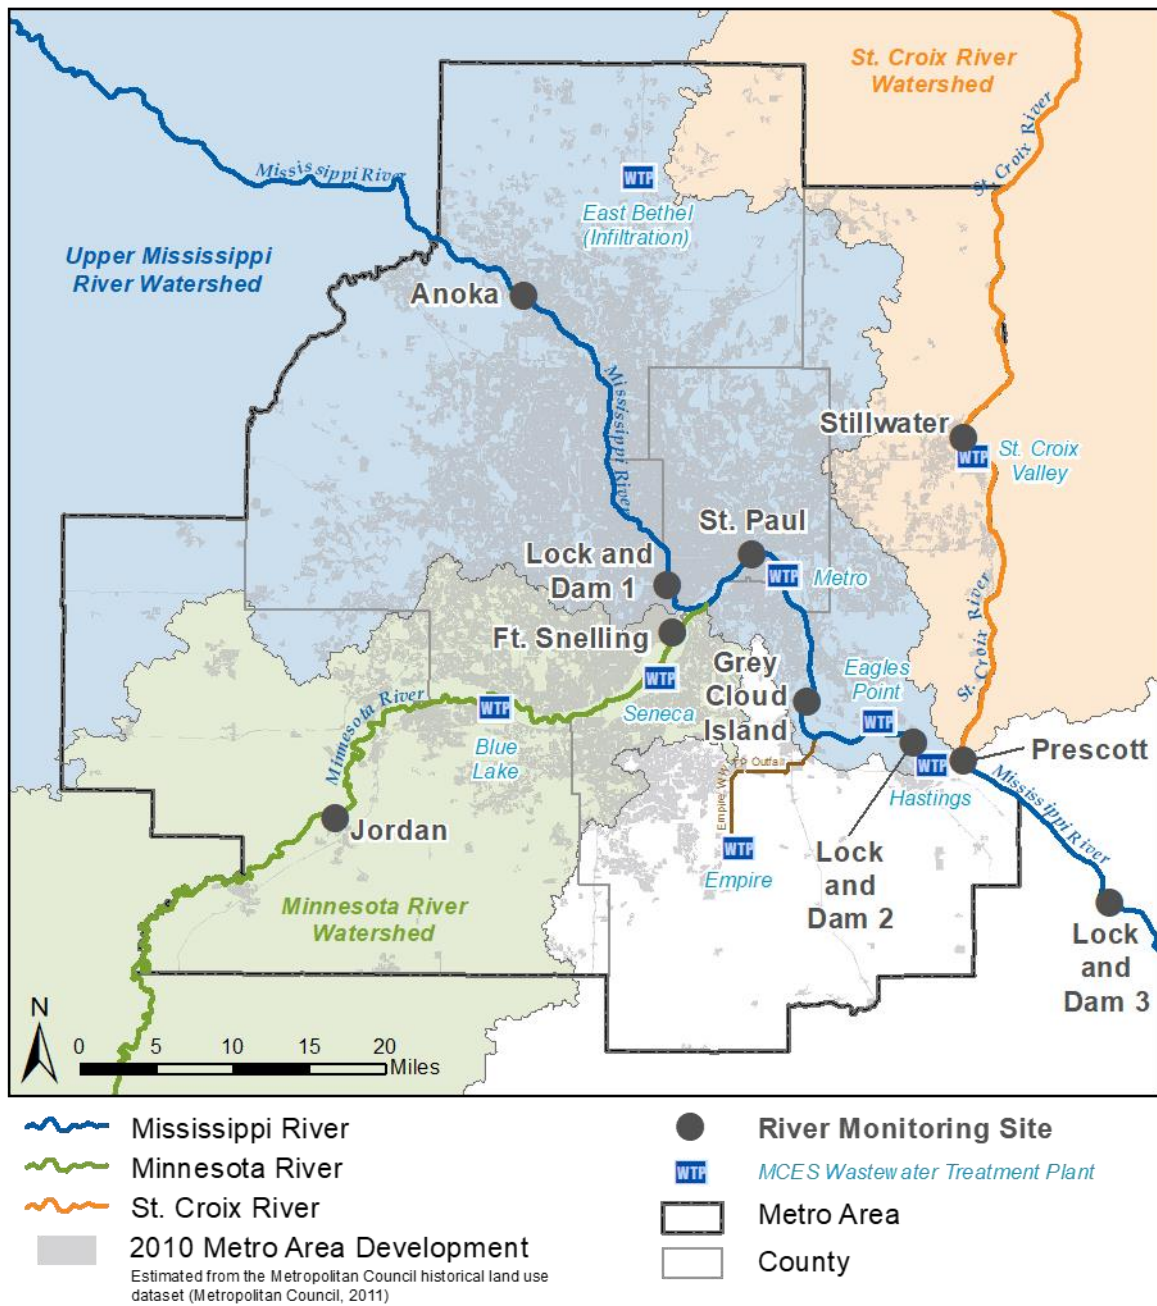 St. Croix River
Watershed
St. Croix River
Mississippi River
WTP
East Bethel
(Infiltration)
Upper Mississippi
River Watershed
Anoka
Mississippi River
Stillwater
WTP
St. Croix
Valley
St. Paul
Lock and
Dam 1
WTP
Metro
Ft. Snelling
St. Croix River
Grey
Cloud
Island
Eagles
Point
WTP
WTP
Seneca
Minnesota River
WTP
Blue
Lake
Prescott
WTP
Hastings
Mississippi River
Empire WWTP Outfall
Jordan
WTP
Empire
Lock
and
Dam 2
Minnesota River
Watershed
Lock
and
Dam 3
N
0 5 10 15 20
Miles
Mississippi River
Minnesota River
St. Croix River
2010 Metro Area Development
Estimated from the Metropolitan Council historical land use
dataset (Metropolitan Council, 2011)
River Monitoring Site
WTP
MCES Wastewater Treatment Plant
Metro Area
County